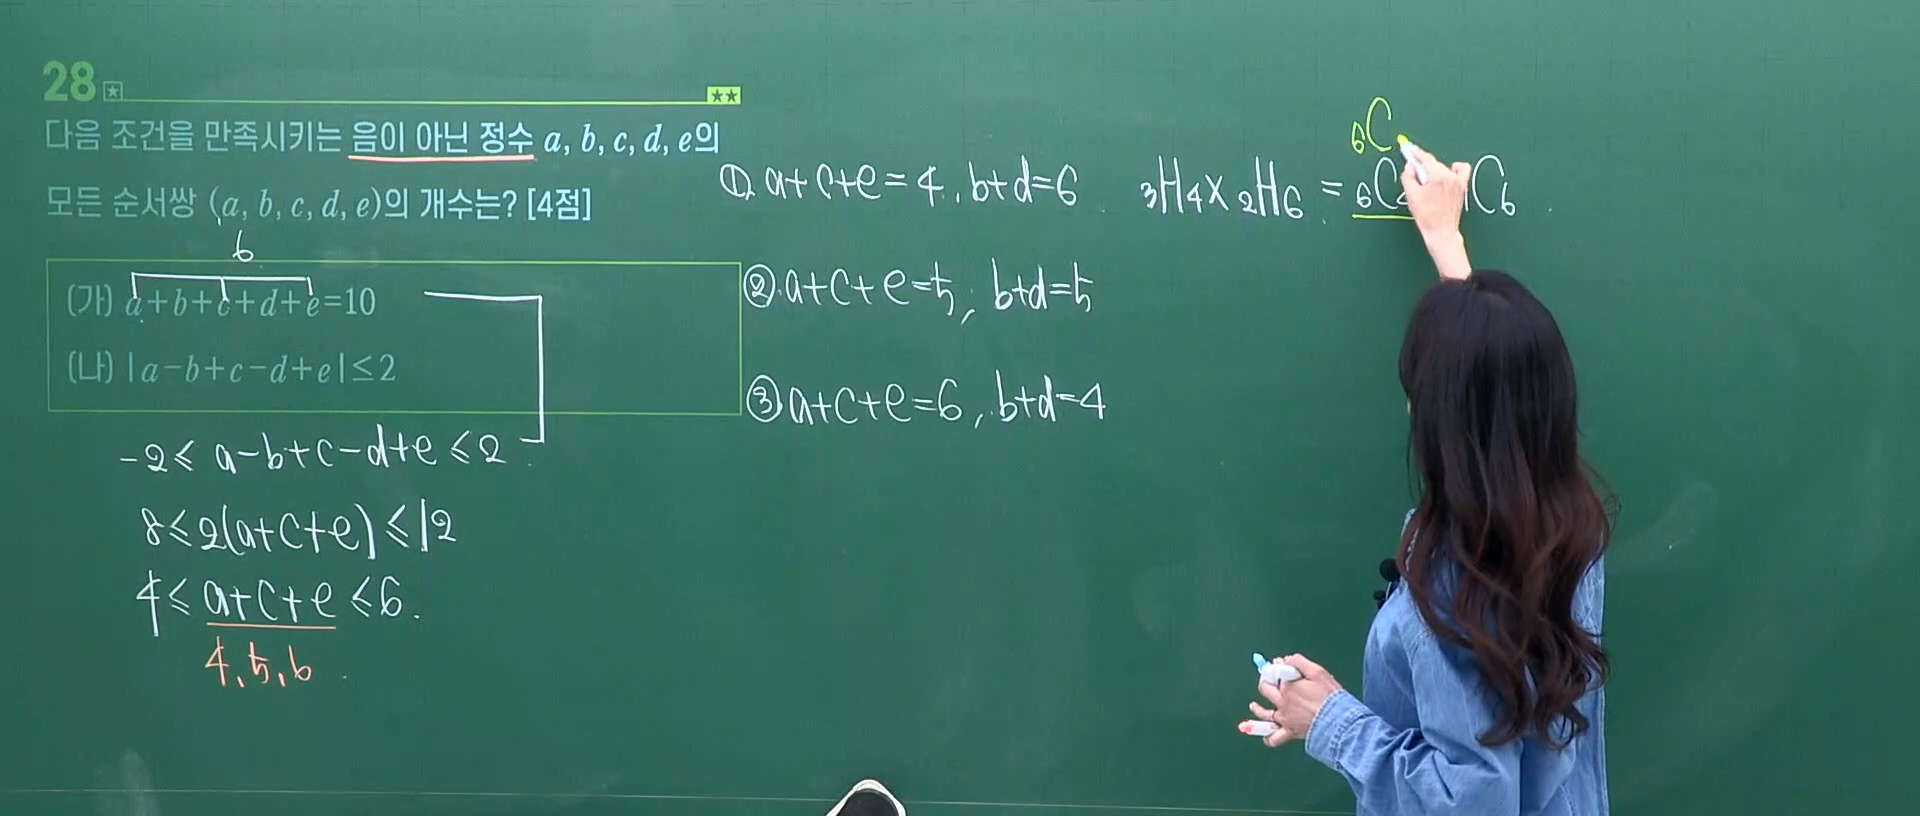 28 ★ ★★
다음 조건을 만족시키는 음이 아닌 정수 a, b, c, d, e의
모든 순서쌍 (a, b, c, d, e)의 개수는? [4점]
6
(가) a+b+c+d+e=10
(나) |a-b+c-d+e|≤2
-2≤ a-b+c-d+e ≤2
8≤2(a+c+e)≤12
4≤ a+c+e ≤6.
4, 5, 6
① a+c+e=4, b+d=6 ₃H₄×₂H₆ = ₆C C₆
₆C
② a+c+e=5, b+d=5
③ a+c+e=6, b+d=4